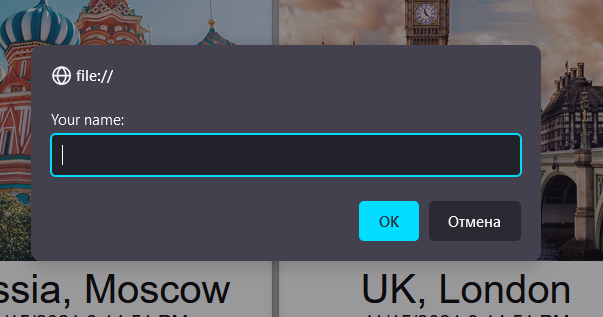 file://
Your name:
OK
Отмена
ssia, Moscow
UK, London